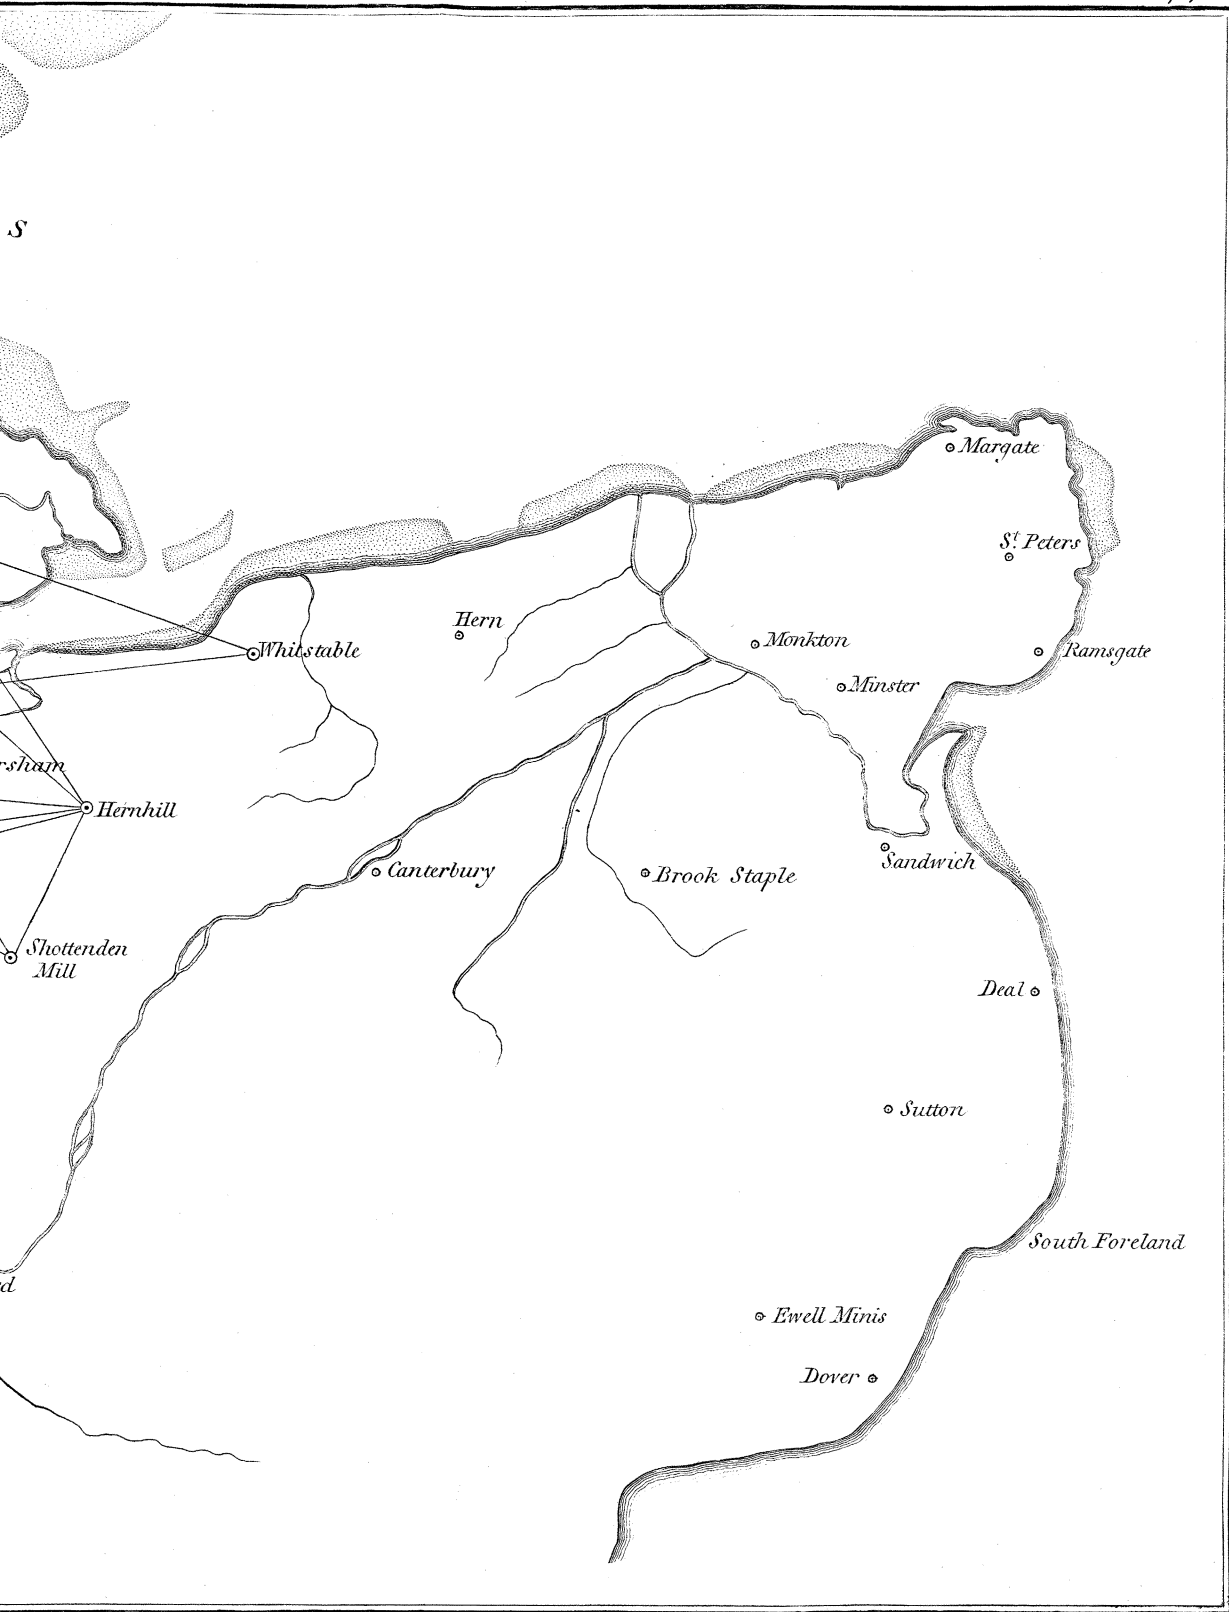 S
Margate
St. Peters
Hern
Monkton
Whitstable
Ramsgate
Minster
rsham
Hernhill
Sandwich
Canterbury
Brook Staple
Shottenden
Mill
Deal
Sutton
South Foreland
d
Ewell Minis
Dover